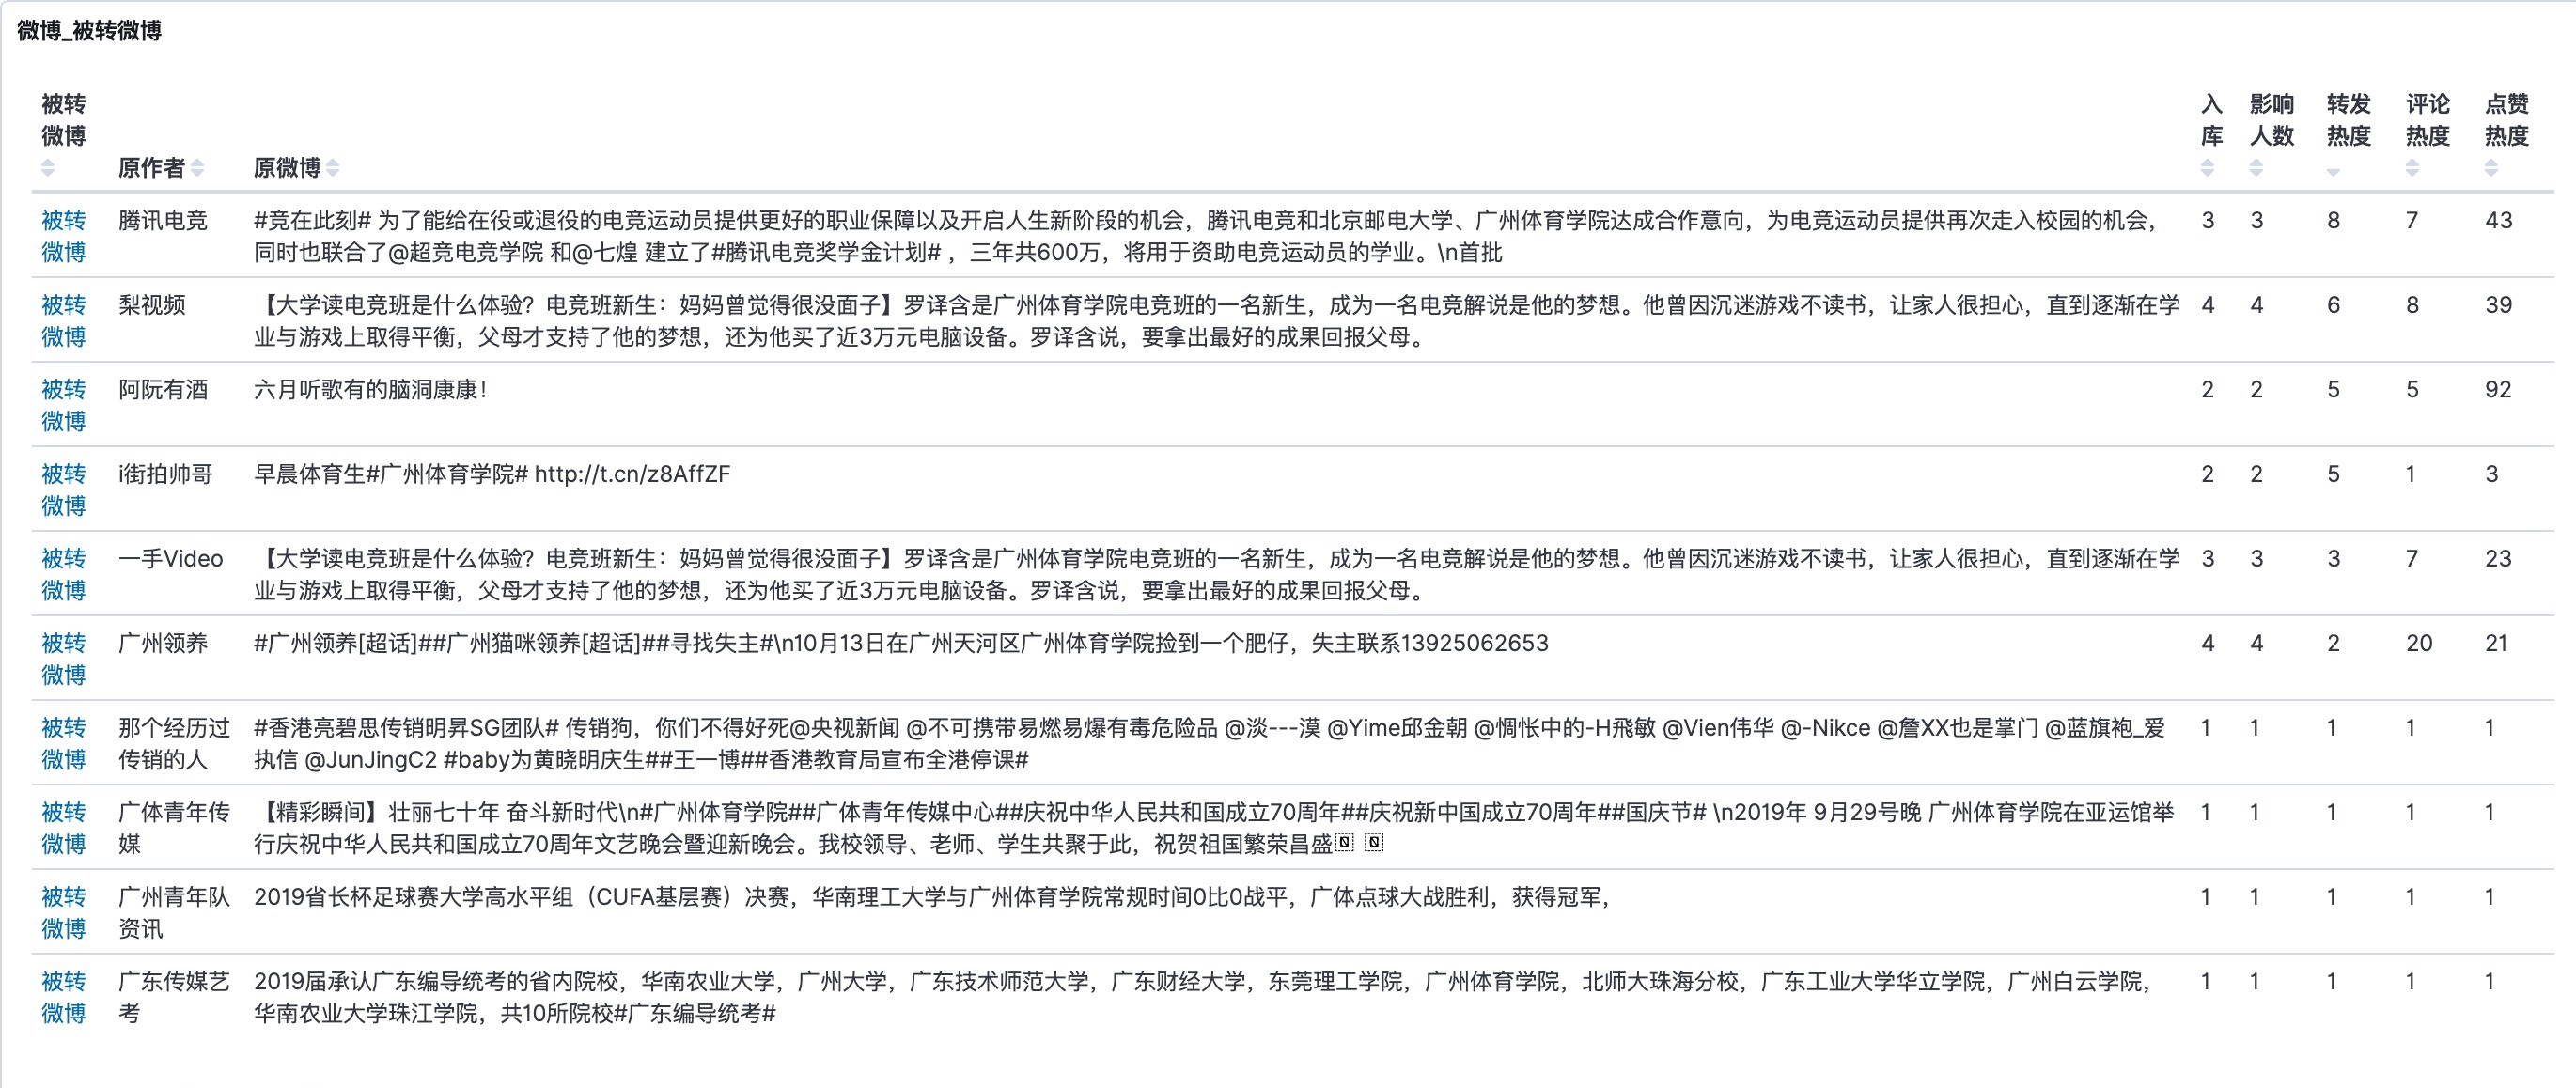 微博_被转微博
被转
微博
原作者
原微博
入
库
影响
人数
转发
热度
评论
热度
点赞
热度
被转
微博
腾讯电竞
#竞在此刻# 为了能给在役或退役的电竞运动员提供更好的职业保障以及开启人生新阶段的机会，腾讯电竞和北京邮电大学、广州体育学院达成合作意向，为电竞运动员提供再次走入校园的机会，
同时也联合了@超竞电竞学院 和@七煌 建立了#腾讯电竞奖学金计划# ，三年共600万，将用于资助电竞运动员的学业。\n首批
3 3 8 7 43
被转
微博
梨视频
【大学读电竞班是什么体验？电竞班新生：妈妈曾觉得很没面子】罗译含是广州体育学院电竞班的一名新生，成为一名电竞解说是他的梦想。他曾因沉迷游戏不读书，让家人很担心，直到逐渐在学
业与游戏上取得平衡，父母才支持了他的梦想，还为他买了近3万元电脑设备。罗译含说，要拿出最好的成果回报父母。
4 4 6 8 39
被转
微博
阿阮有酒
六月听歌有的脑洞康康！
2 2 5 5 92
被转
微博
i街拍帅哥
早晨体育生#广州体育学院# http://t.cn/z8AffZF
2 2 5 1 3
被转
微博
一手Video
【大学读电竞班是什么体验？电竞班新生：妈妈曾觉得很没面子】罗译含是广州体育学院电竞班的一名新生，成为一名电竞解说是他的梦想。他曾因沉迷游戏不读书，让家人很担心，直到逐渐在学
业与游戏上取得平衡，父母才支持了他的梦想，还为他买了近3万元电脑设备。罗译含说，要拿出最好的成果回报父母。
3 3 3 7 23
被转
微博
广州领养
#广州领养[超话]##广州猫咪领养[超话]##寻找失主#\n10月13日在广州天河区广州体育学院捡到一个肥仔，失主联系13925062653
4 4 2 20 21
被转
微博
那个经历过
传销的人
#香港亮碧思传销明昇SG团队# 传销狗，你们不得好死@央视新闻 @不可携带易燃易爆有毒危险品 @淡---漠 @Yime邱金朝 @惆怅中的-H飛敏 @Vien伟华 @-Nikce @詹XX也是掌门 @蓝旗袍_爱
执信 @JunJingC2 #baby为黄晓明庆生##王一博##香港教育局宣布全港停课#
1 1 1 1 1
被转
微博
广体青年传
媒
【精彩瞬间】壮丽七十年 奋斗新时代\n#广州体育学院##广体青年传媒中心##庆祝中华人民共和国成立70周年##庆祝新中国成立70周年##国庆节# \n2019年 9月29号晚 广州体育学院在亚运馆举
行庆祝中华人民共和国成立70周年文艺晚会暨迎新晚会。我校领导、老师、学生共聚于此，祝贺祖国繁荣昌盛
1 1 1 1 1
被转
微博
广州青年队
资讯
2019省长杯足球赛大学高水平组（CUFA基层赛）决赛，华南理工大学与广州体育学院常规时间0比0战平，广体点球大战胜利，获得冠军，
1 1 1 1 1
被转
微博
广东传媒艺
考
2019届承认广东编导统考的省内院校，华南农业大学，广州大学，广东技术师范大学，广东财经大学，东莞理工学院，广州体育学院，北师大珠海分校，广东工业大学华立学院，广州白云学院，
华南农业大学珠江学院，共10所院校#广东编导统考#
1 1 1 1 1